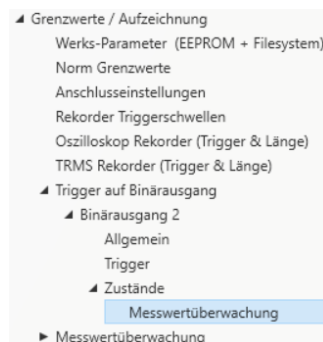 Grenzwerte / Aufzeichnung
Werks-Parameter (EEPROM + Filesystem)
Norm Grenzwerte
Anschlusseinstellungen
Rekorder Triggerschwellen
Oszilloskop Rekorder (Trigger & Länge)
TRMS Rekorder (Trigger & Länge)
Trigger auf Binärausgang
Binärausgang 2
Allgemein
Trigger
Zustände
Messwertüberwachung
Messwertüberwachung